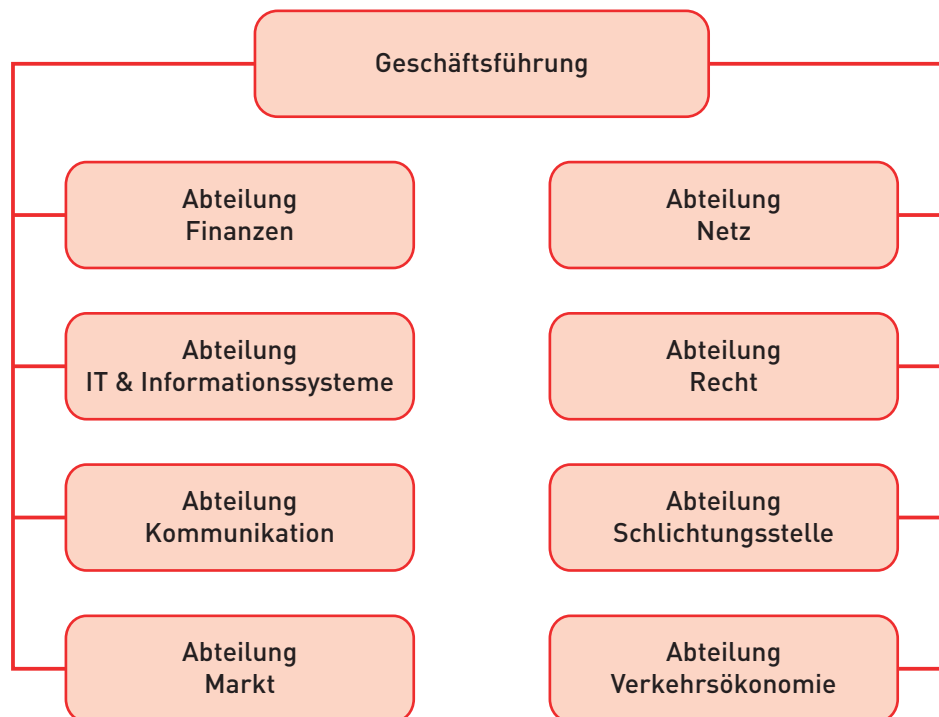 Geschäftsführung
Abteilung
Finanzen
Abteilung
IT & Informationssysteme
Abteilung
Kommunikation
Abteilung
Markt
Abteilung
Netz
Abteilung
Recht
Abteilung
Schlichtungsstelle
Abteilung
Verkehrsökonomie